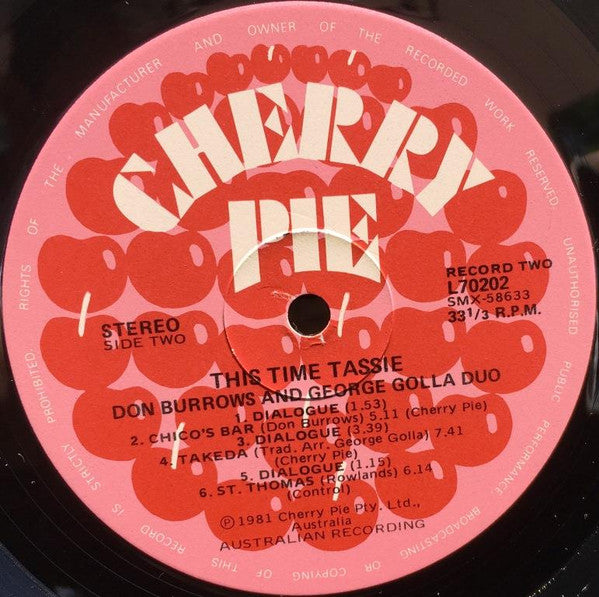 RIGHTS OF THE MANUFACTURER AND OWNER OF THE RECORDED WORK RESERVED UNAUTHORISED PUBLIC PERFORMANCE BROADCASTING OR COPYING OF THIS RECORD IS STRICTLY PROHIBITED
CHERRY
PIE
RECORD TWO
L70202
SMX-58633
33 1/3 R.P.M.
STEREO
SIDE TWO
THIS TIME TASSIE
DON BURROWS AND GEORGE GOLLA DUO
1. DIALOGUE (1.53)
2. CHICO'S BAR (Don Burrows) 5.11 (Cherry Pie)
3. DIALOGUE (3.39)
4. TAKEDA (Trad. Arr. George Golla) 7.41
(Cherry Pie)
5. DIALOGUE (1.15)
6. ST. THOMAS (Rowlands) 6.14
(Control)
Ⓟ 1981 Cherry Pie Pty. Ltd.,
Australia
AUSTRALIAN RECORDING